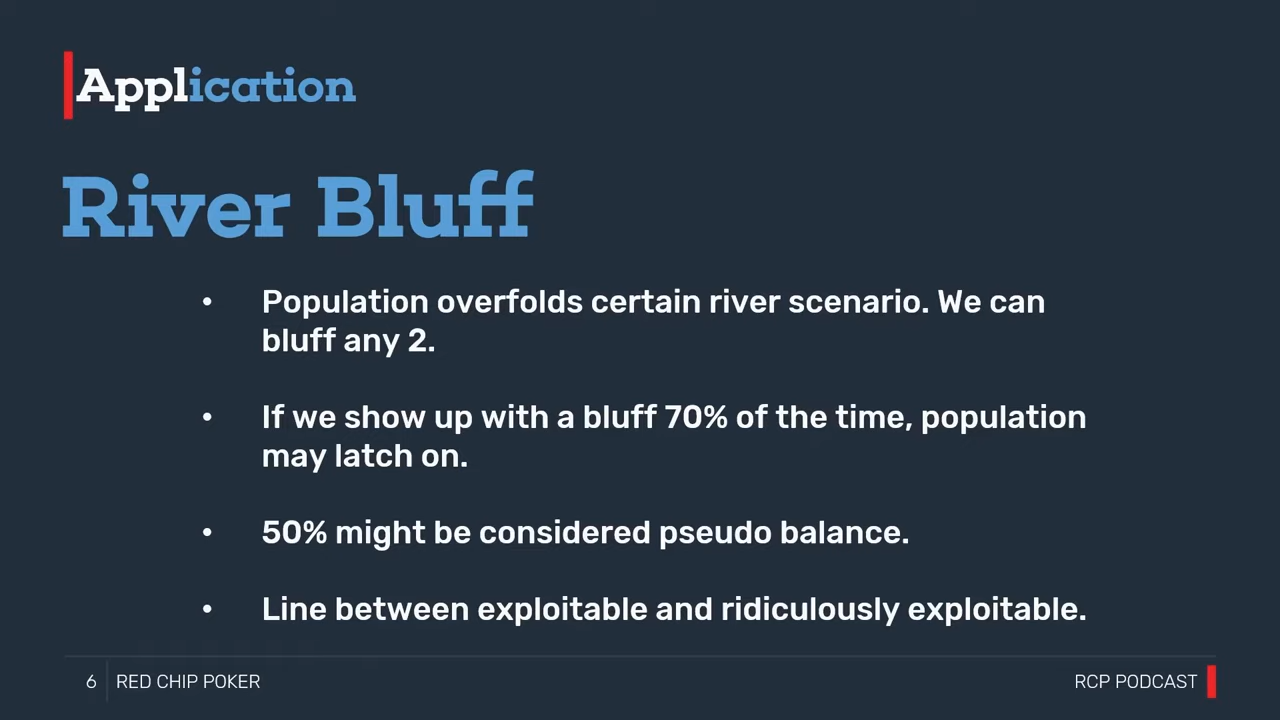 Application
River Bluff
• Population overfolds certain river scenario. We can
bluff any 2.
• If we show up with a bluff 70% of the time, population
may latch on.
• 50% might be considered pseudo balance.
• Line between exploitable and ridiculously exploitable.
6 RED CHIP POKER
RCP PODCAST